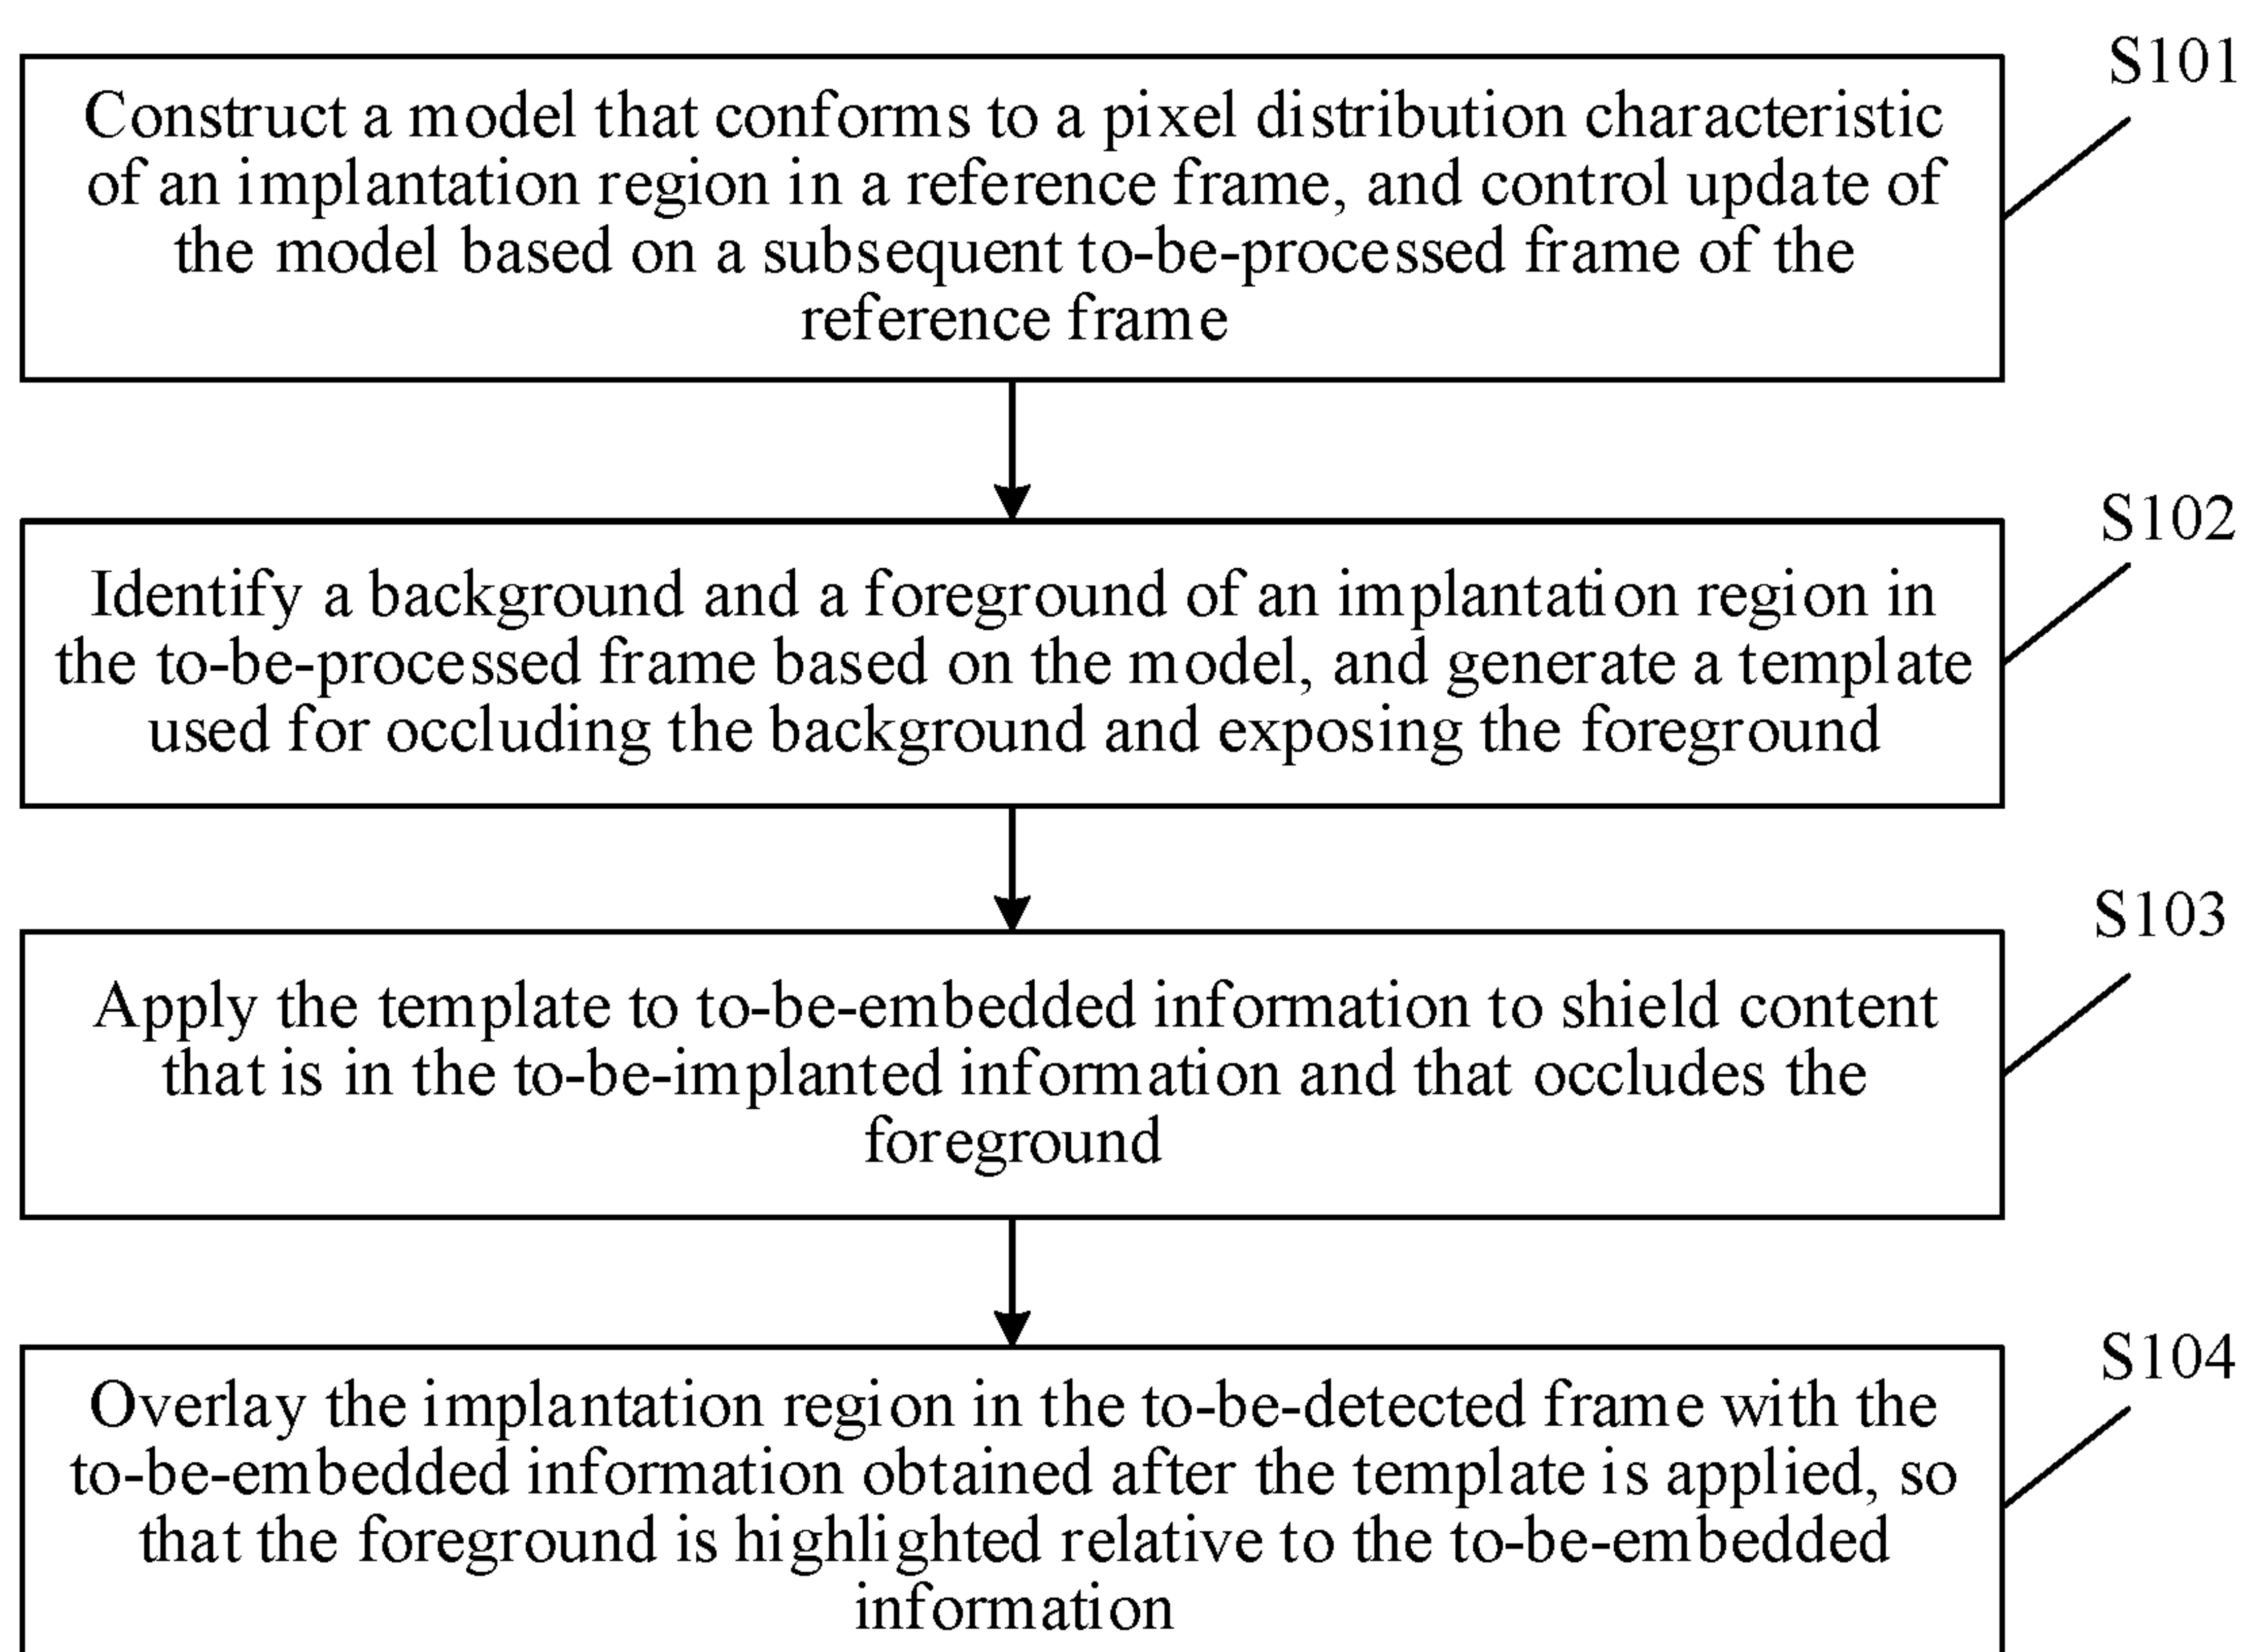 S101
Construct a model that conforms to a pixel distribution characteristic
of an implantation region in a reference frame, and control update of
the model based on a subsequent to-be-processed frame of the
reference frame
S102
Identify a background and a foreground of an implantation region in
the to-be-processed frame based on the model, and generate a template
used for occluding the background and exposing the foreground
S103
Apply the template to to-be-embedded information to shield content
that is in the to-be-implanted information and that occludes the
foreground
S104
Overlay the implantation region in the to-be-detected frame with the
to-be-embedded information obtained after the template is applied, so
that the foreground is highlighted relative to the to-be-embedded
information